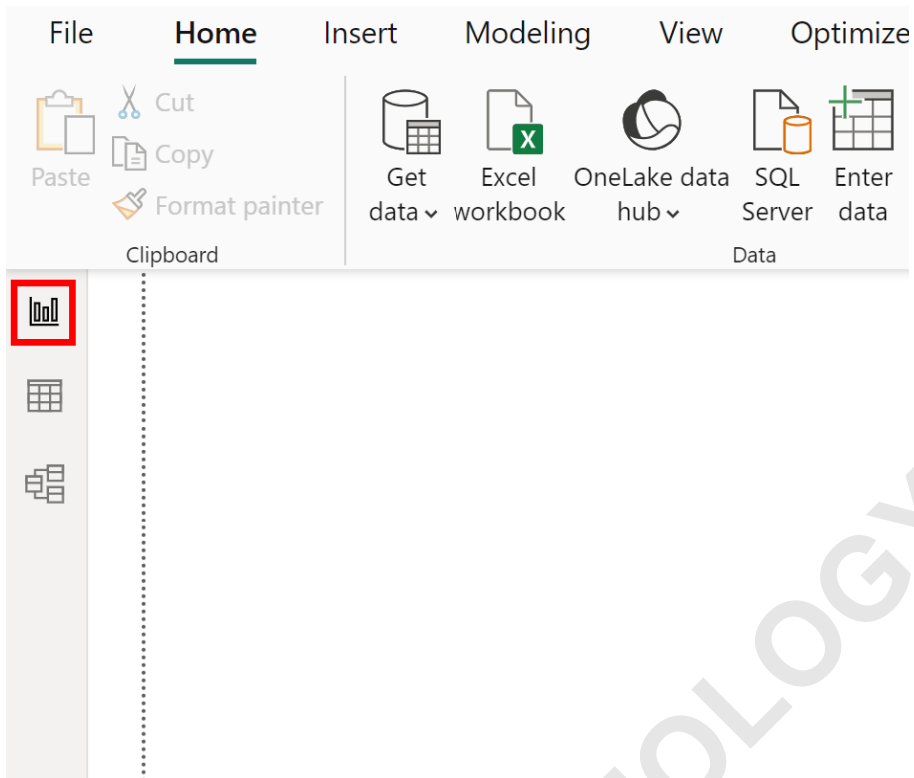 File Home Insert Modeling View Optimize
Cut
Copy
Paste
Format painter
Get data
Excel workbook
OneLake data hub
SQL Server
Enter data
Clipboard
Data